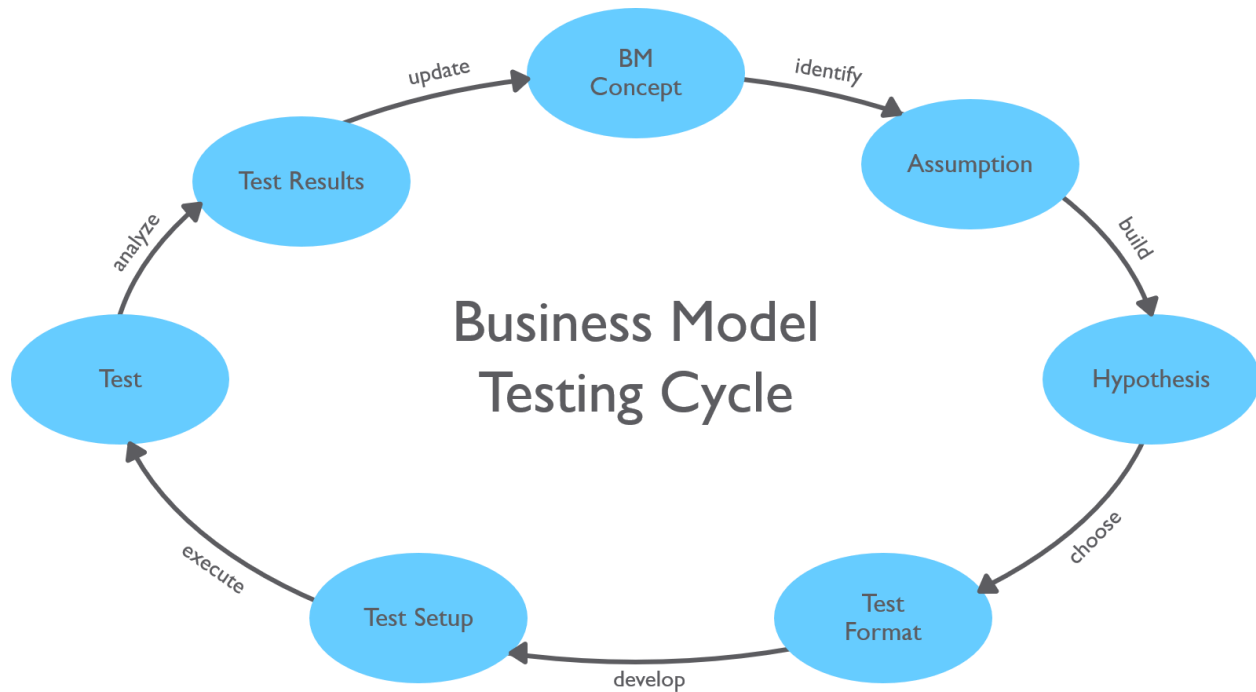 BM
Concept
identify
Assumption
build
Hypothesis
choose
Test
Format
develop
Test Setup
execute
Test
analyze
Test Results
update
Business Model
Testing Cycle